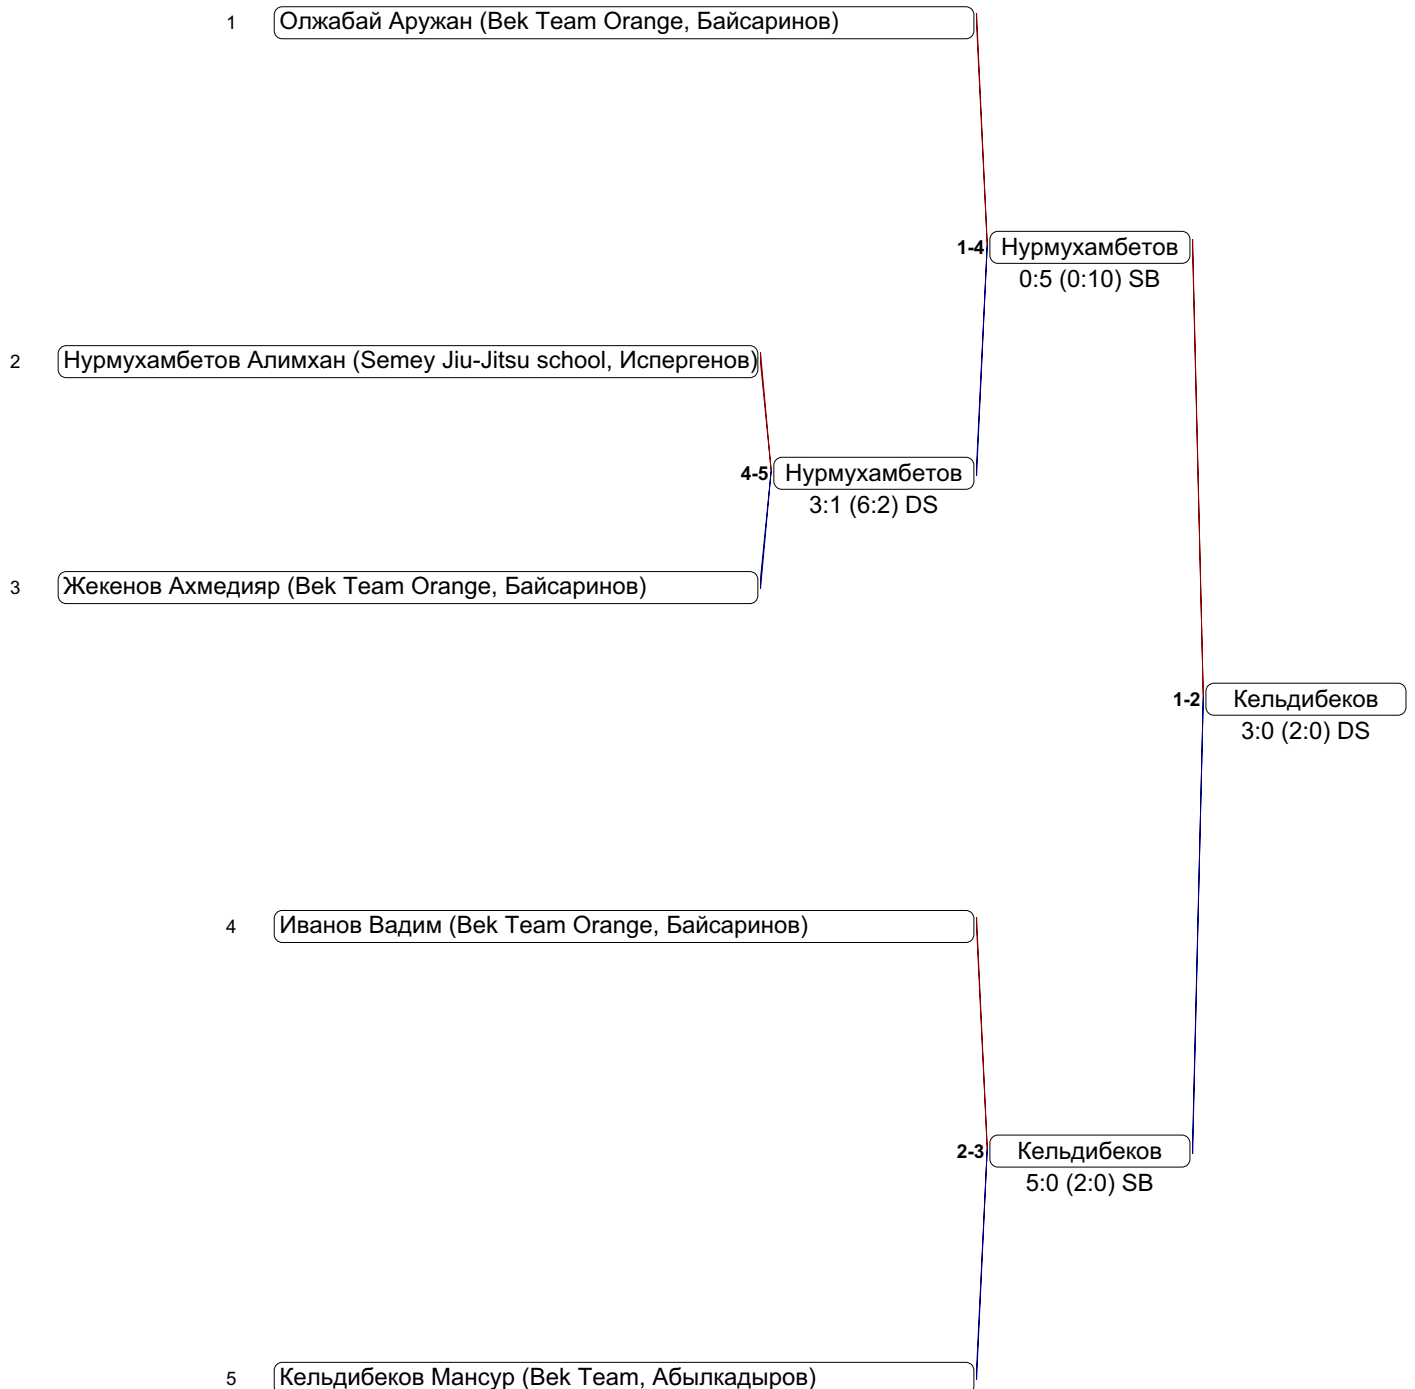 1 Олжабай Аружан (Bek Team Orange, Байсаринов)
1-4 Нурмухамбетов
0:5 (0:10) SB
2 Нурмухамбетов Алимхан (Semey Jiu-Jitsu school, Испергенов)
4-5 Нурмухамбетов
3:1 (6:2) DS
3 Жекенов Ахмедияр (Bek Team Orange, Байсаринов)
1-2 Кельдибеков
3:0 (2:0) DS
4 Иванов Вадим (Bek Team Orange, Байсаринов)
2-3 Кельдибеков
5:0 (2:0) SB
5 Кельдибеков Мансур (Bek Team, Абылкадыров)